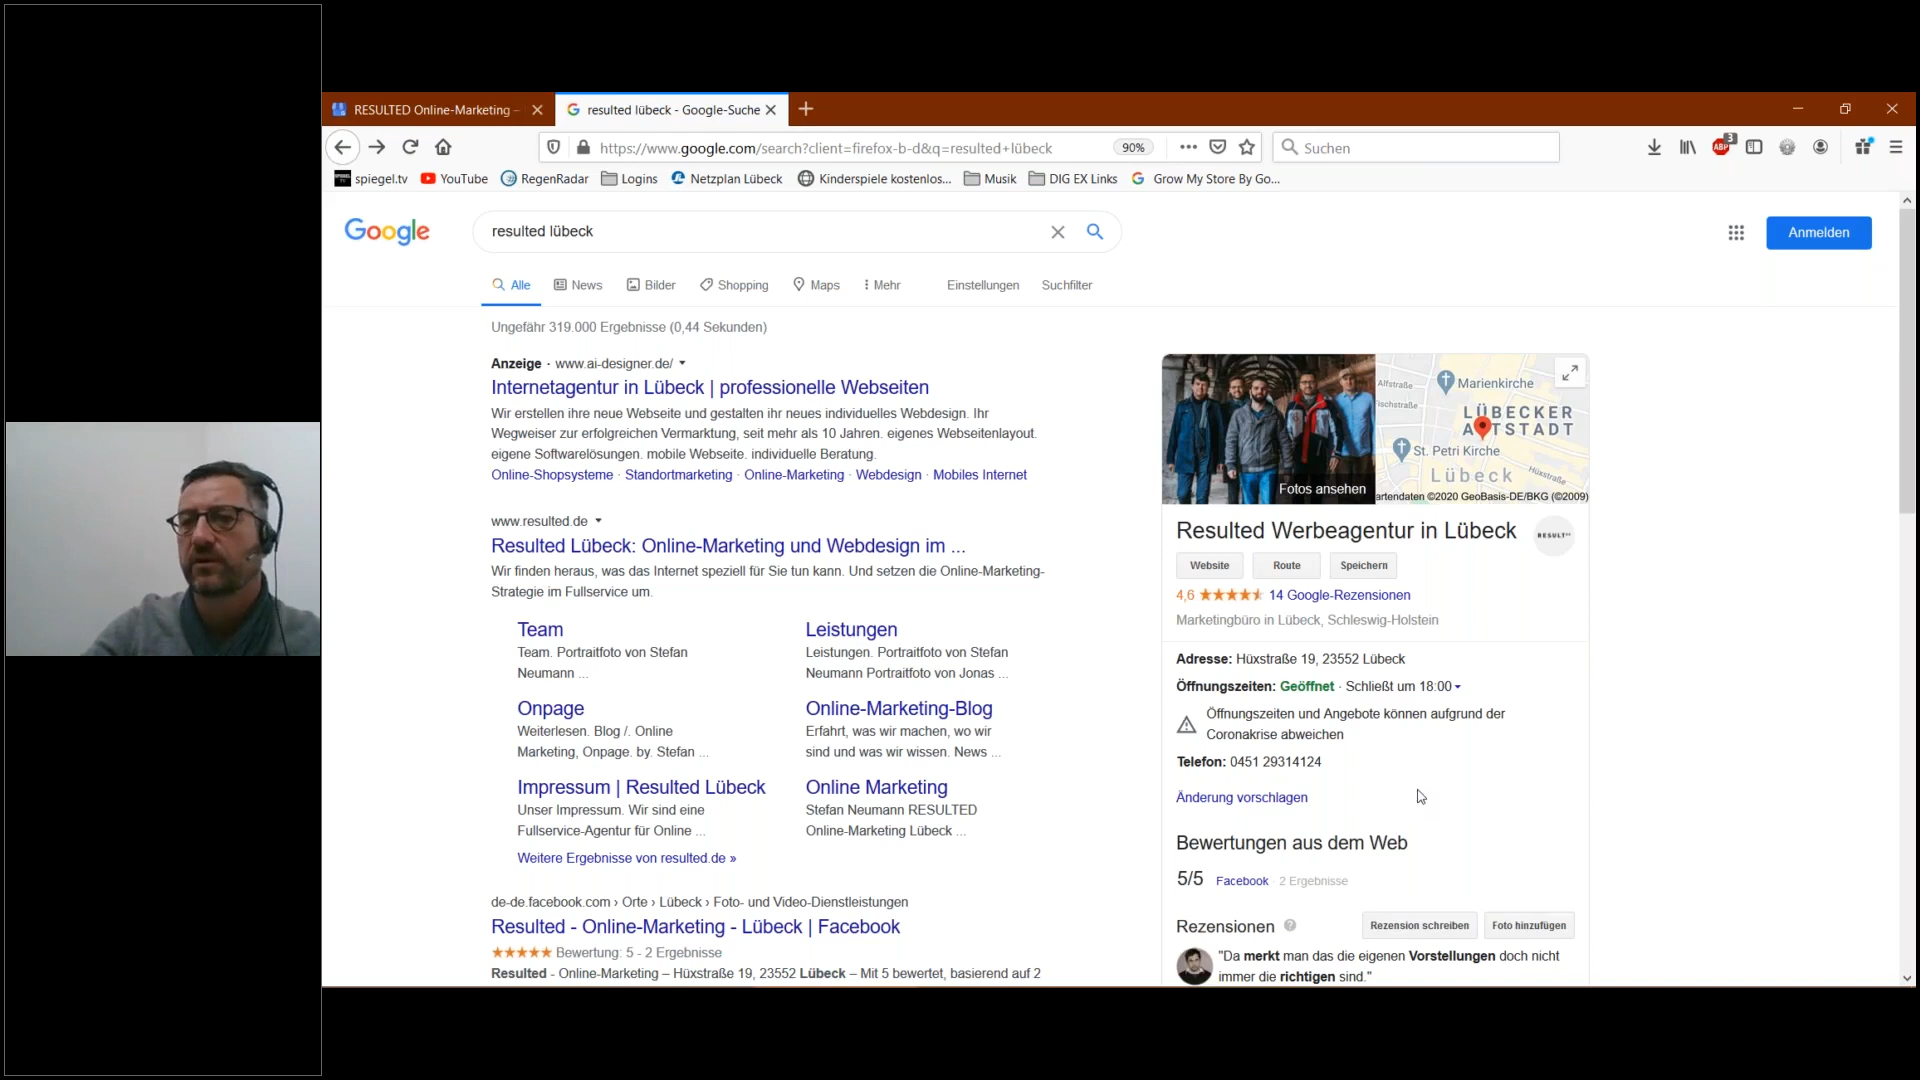 RESULTED Online-Marketing –
resulted lübeck - Google-Suche
https://www.google.com/search?client=firefox-b-d&q=resulted+lübeck
90%
Suchen
ABP
3
spiegel.tv
YouTube
RegenRadar
Logins
Netzplan Lübeck
Kinderspiele kostenlos...
Musik
DIG EX Links
Grow My Store By Go...
Google
resulted lübeck
Anmelden
Alle
News
Bilder
Shopping
Maps
Mehr
Einstellungen
Suchfilter
Ungefähr 319.000 Ergebnisse (0,44 Sekunden)
Anzeige · www.ai-designer.de/
Internetagentur in Lübeck | professionelle Webseiten
Wir erstellen ihre neue Webseite und gestalten ihr neues individuelles Webdesign. Ihr
Wegweiser zur erfolgreichen Vermarktung, seit mehr als 10 Jahren. eigenes Webseitenlayout.
eigene Softwarelösungen. mobile Webseite. individuelle Beratung.
Online-Shopsysteme · Standortmarketing · Online-Marketing · Webdesign · Mobiles Internet
www.resulted.de
Resulted Lübeck: Online-Marketing und Webdesign im ...
Wir finden heraus, was das Internet speziell für Sie tun kann. Und setzen die Online-Marketing-
Strategie im Fullservice um.
Team
Team. Portraitfoto von Stefan
Neumann ...
Leistungen
Leistungen. Portraitfoto von Stefan
Neumann Portraitfoto von Jonas ...
Onpage
Weiterlesen. Blog /. Online
Marketing, Onpage. by. Stefan ...
Online-Marketing-Blog
Erfahrt, was wir machen, wo wir
sind und was wir wissen. News ...
Impressum | Resulted Lübeck
Unser Impressum. Wir sind eine
Fullservice-Agentur für Online ...
Online Marketing
Stefan Neumann RESULTED
Online-Marketing Lübeck ...
Weitere Ergebnisse von resulted.de »
de-de.facebook.com › Orte › Lübeck › Foto- und Video-Dienstleistungen
Resulted - Online-Marketing - Lübeck | Facebook
Bewertung: 5 - 2 Ergebnisse
Resulted - Online-Marketing – Hüxstraße 19, 23552 Lübeck – Mit 5 bewertet, basierend auf 2
Fotos ansehen
Alfstraße
Marienkirche
ischstraße
LÜBECKER
A TSTADT
St. Petri Kirche
Lübeck
Hüxstraße
artendaten ©2020 GeoBasis-DE/BKG (©2009)
Resulted Werbeagentur in Lübeck
RESULT
Website
Route
Speichern
4,6
14 Google-Rezensionen
Marketingbüro in Lübeck, Schleswig-Holstein
Adresse: Hüxstraße 19, 23552 Lübeck
Öffnungszeiten: Geöffnet · Schließt um 18:00
Öffnungszeiten und Angebote können aufgrund der
Coronakrise abweichen
Telefon: 0451 29314124
Änderung vorschlagen
Bewertungen aus dem Web
5/5 Facebook · 2 Ergebnisse
Rezensionen
Rezension schreiben
Foto hinzufügen
"Da merkt man das die eigenen Vorstellungen doch nicht
immer die richtigen sind."